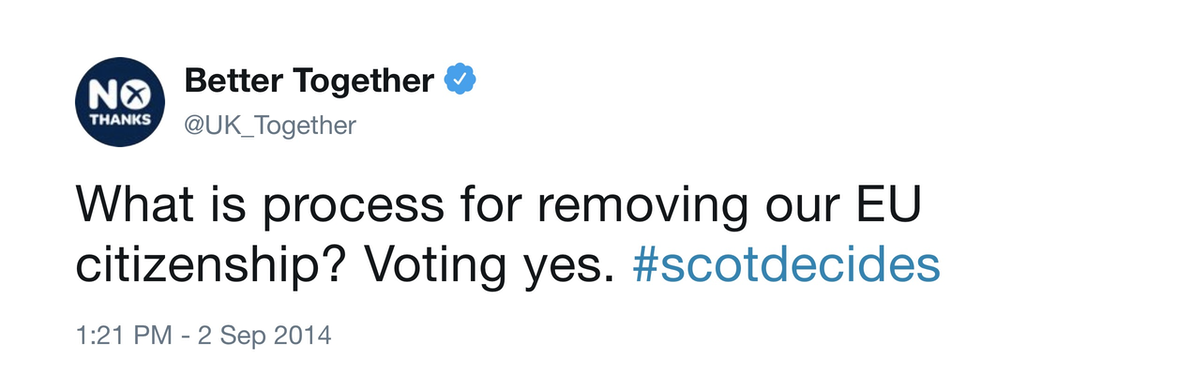 NO
THANKS
Better Together
@UK_Together
What is process for removing our EU
citizenship? Voting yes. #scotdecides
1:21 PM - 2 Sep 2014